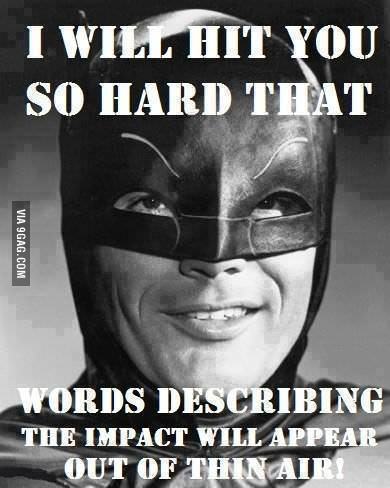 I WILL HIT YOU
SO HARD THAT
VIA 9GAG.COM
WORDS DESCRIBING
THE IMPACT WILL APPEAR
OUT OF THIN AIR!